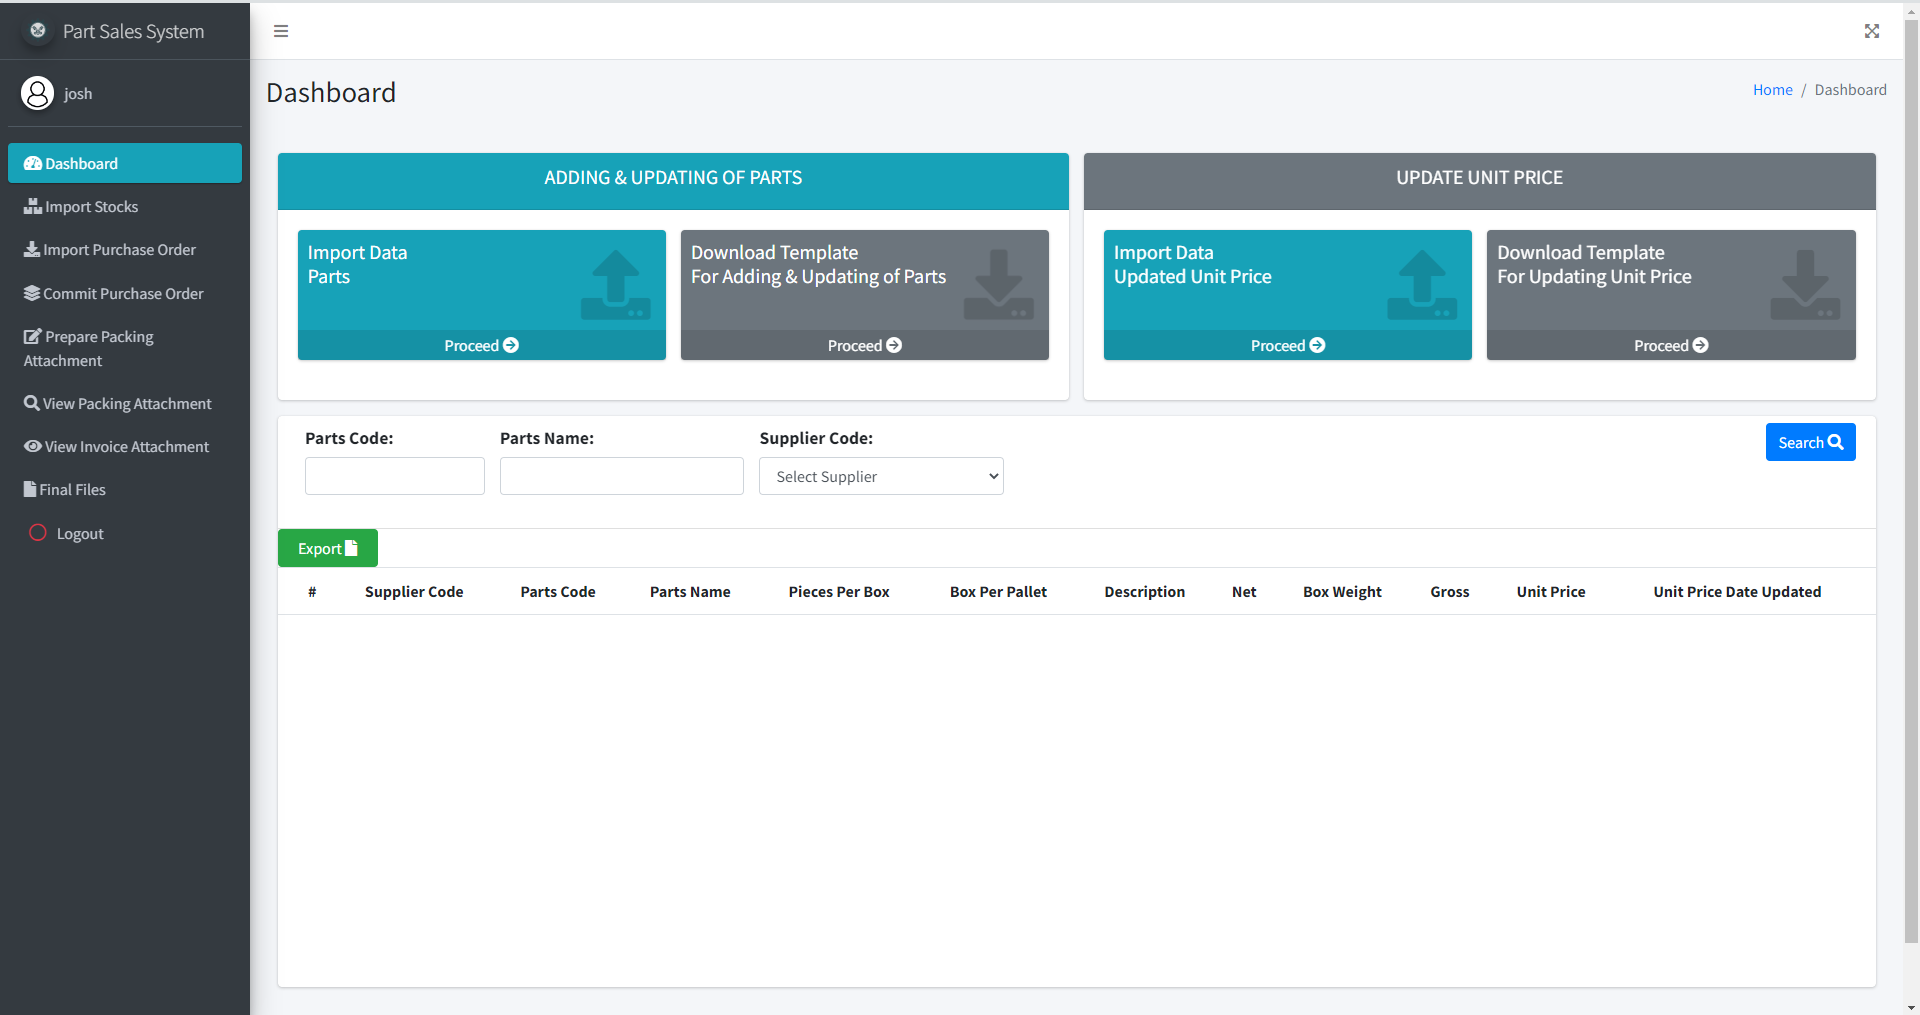 Part Sales System
josh
Dashboard
Import Stocks
Import Purchase Order
Commit Purchase Order
Prepare Packing
Attachment
View Packing Attachment
View Invoice Attachment
Final Files
Logout
Dashboard
Home / Dashboard
ADDING & UPDATING OF PARTS
Import Data
Parts
Proceed
Download Template
For Adding & Updating of Parts
Proceed
UPDATE UNIT PRICE
Import Data
Updated Unit Price
Proceed
Download Template
For Updating Unit Price
Proceed
Parts Code:
Parts Name:
Supplier Code:
Select Supplier
Search
Export
# Supplier Code Parts Code Parts Name Pieces Per Box Box Per Pallet Description Net Box Weight Gross Unit Price Unit Price Date Updated